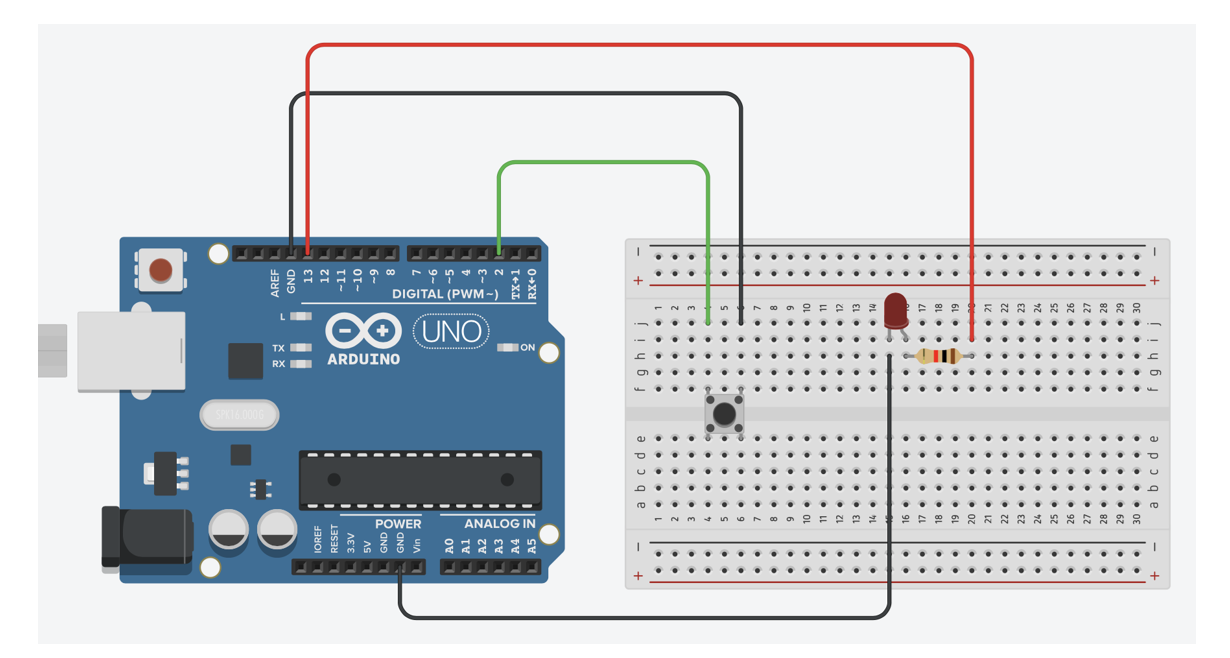 AREF
GND
13
12
~11
~10
~9
8
7
~6
~5
4
~3
2
TX→1
RX←0
DIGITAL (PWM~)
L
TX
RX
ARDUINO
UNO
ON
IOREF
RESET
3.3V
5V
GND
GND
Vin
POWER
ANALOG IN
A0
A1
A2
A3
A4
A5
− −
+ +
1 2 3 4 6 7 8 9 10 11 12 13 14 17 18 19 20 21 22 23 24 25 26 27 28 29 30
j j
i i
h h
g g
f f
e e
d d
c c
b b
a a
1 2 3 4 5 6 7 8 9 10 11 12 13 14 15 16 17 18 19 20 21 22 23 24 25 26 27 28 29 30
− −
+ +